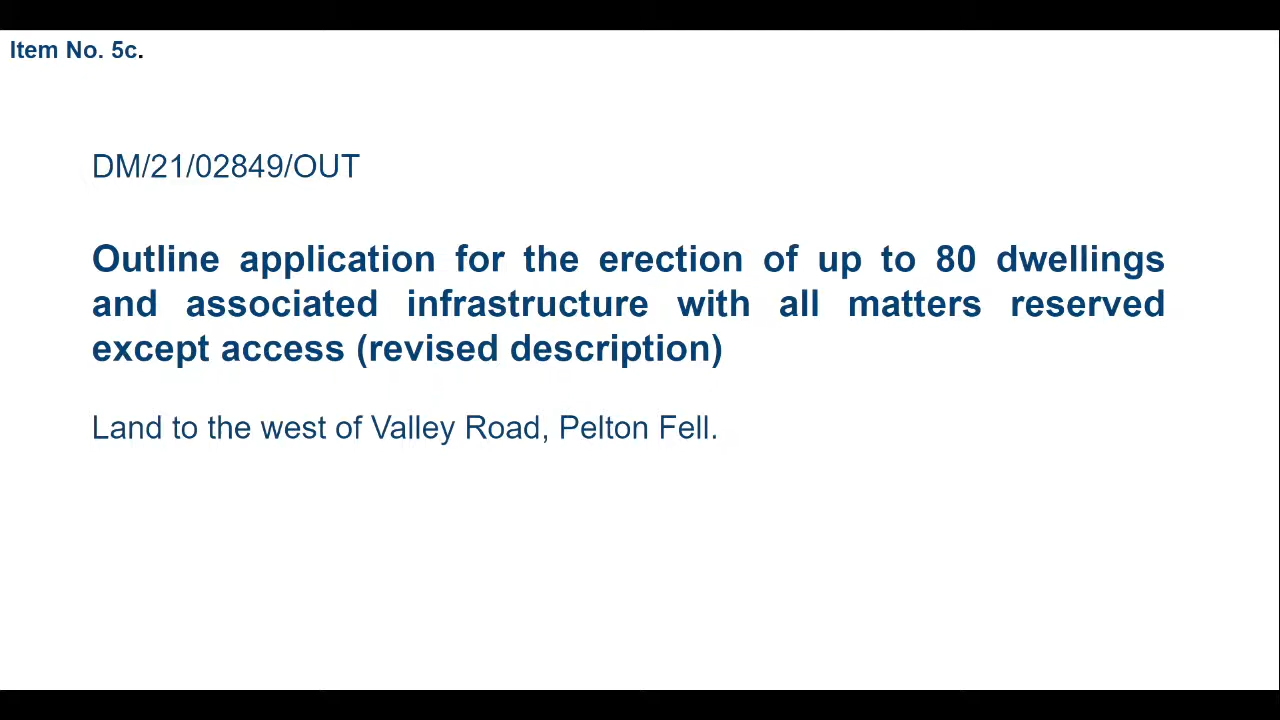 Item No. 5c.
DM/21/02849/OUT
Outline application for the erection of up to 80 dwellings
and associated infrastructure with all matters reserved
except access (revised description)
Land to the west of Valley Road, Pelton Fell.